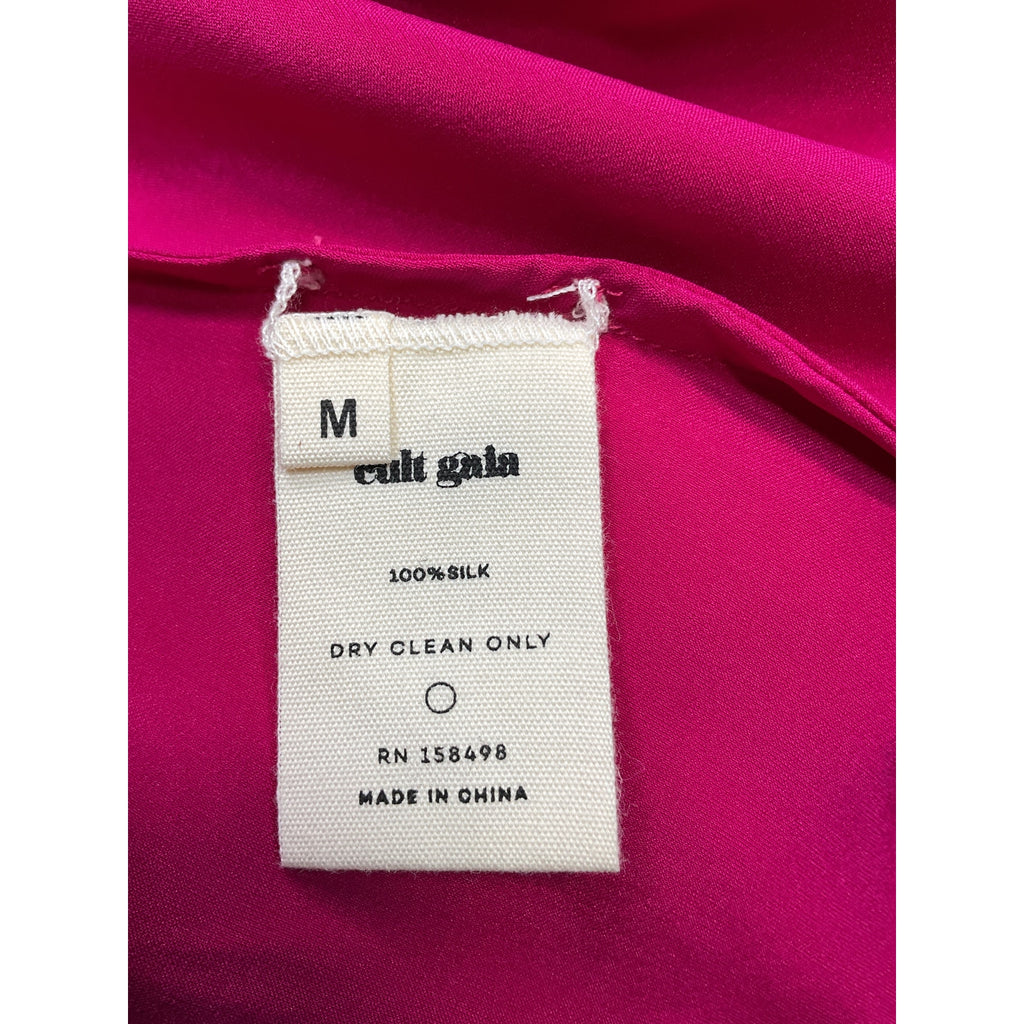 M
cult gaia
100%SILK
DRY CLEAN ONLY
RN 158498
MADE IN CHINA